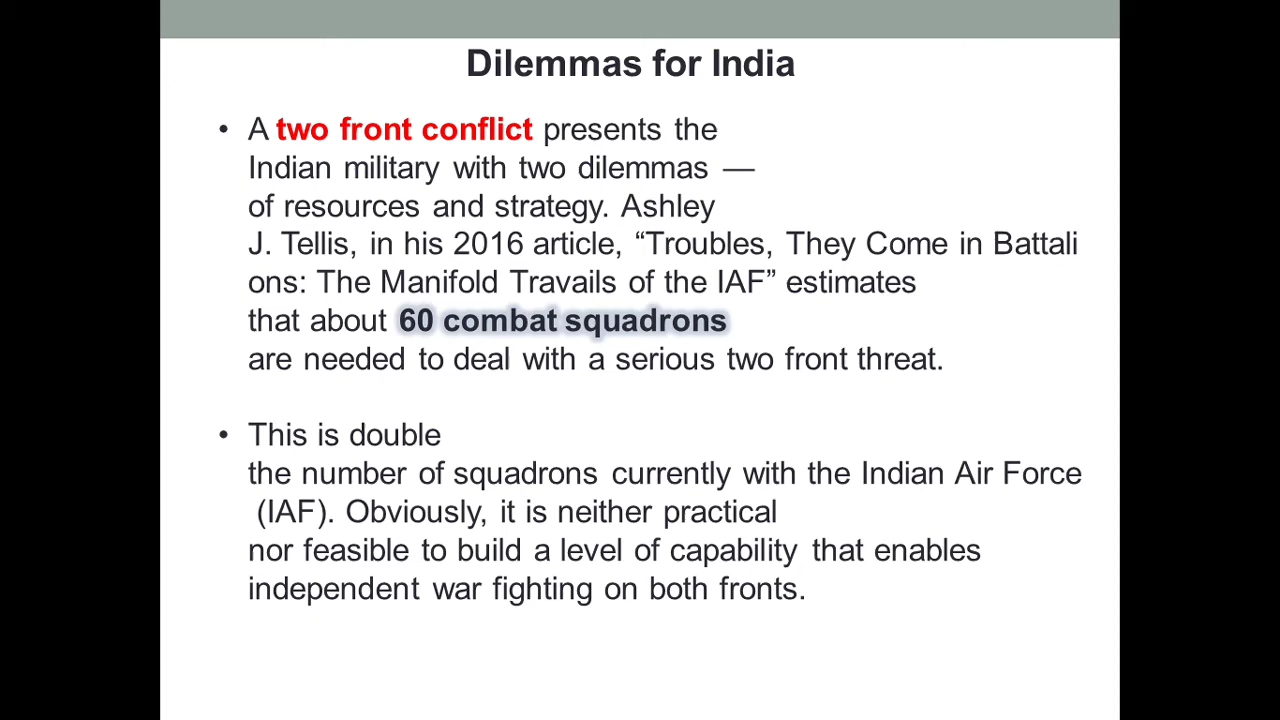 Dilemmas for India
• A two front conflict presents the
Indian military with two dilemmas —
of resources and strategy. Ashley
J. Tellis, in his 2016 article, “Troubles, They Come in Battali
ons: The Manifold Travails of the IAF” estimates
that about 60 combat squadrons
are needed to deal with a serious two front threat.
• This is double
the number of squadrons currently with the Indian Air Force
(IAF). Obviously, it is neither practical
nor feasible to build a level of capability that enables
independent war fighting on both fronts.